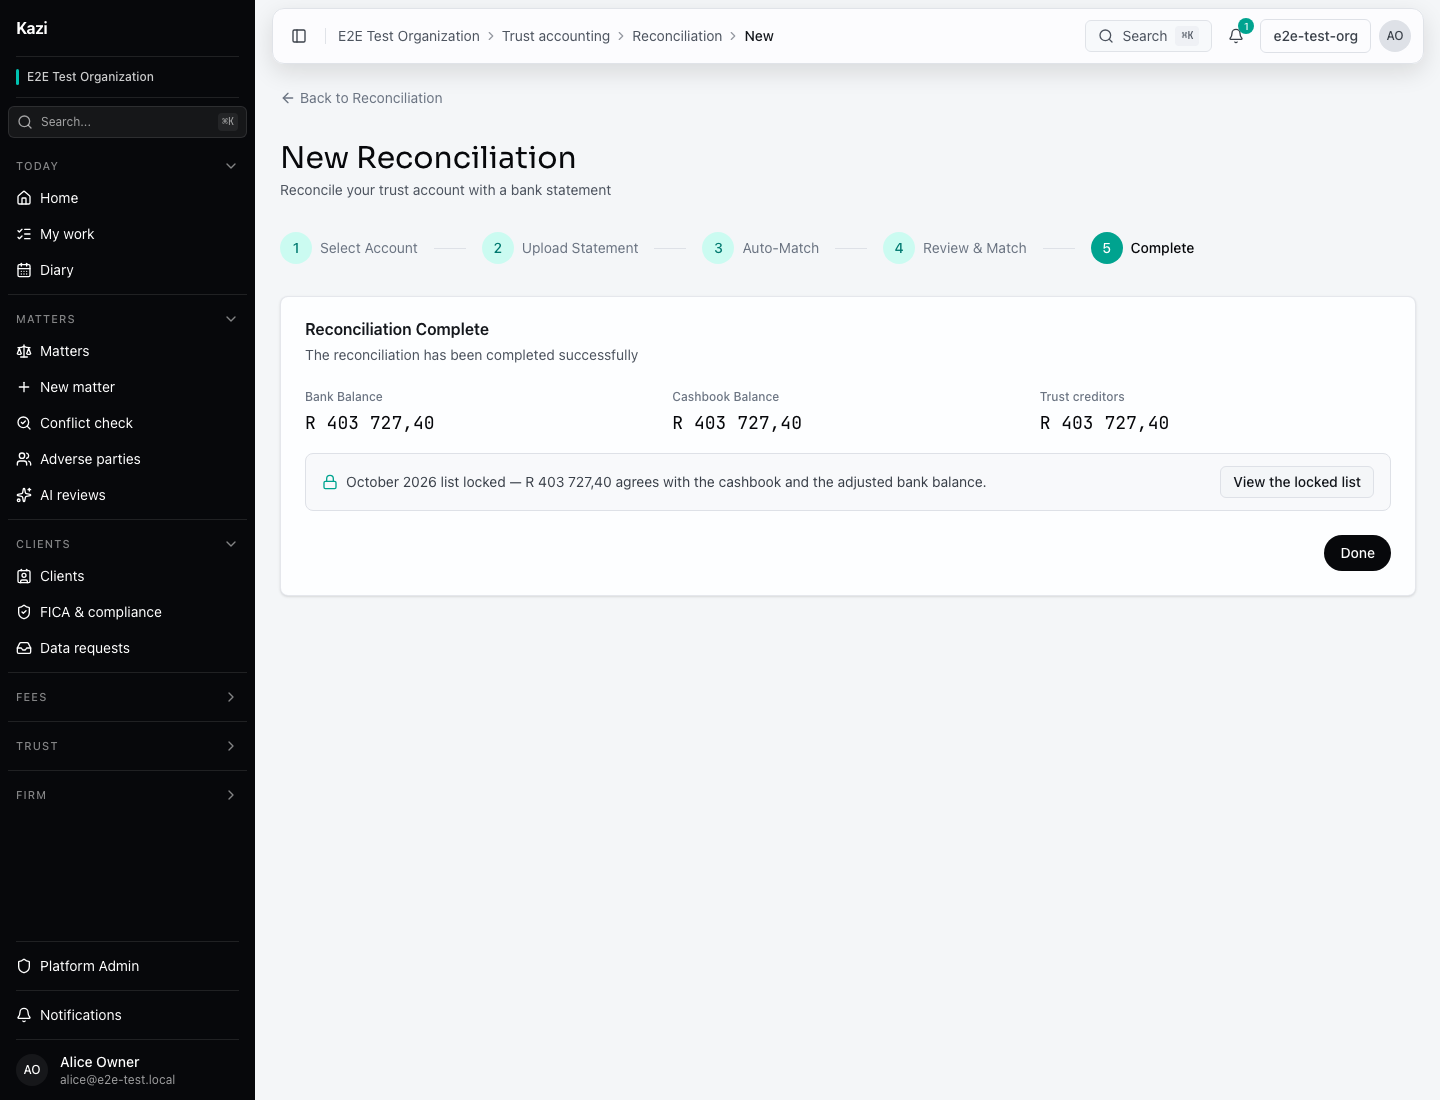 Kazi
E2E Test Organization
Search...
⌘K
TODAY
Home
My work
Diary
MATTERS
Matters
New matter
Conflict check
Adverse parties
AI reviews
CLIENTS
Clients
FICA & compliance
Data requests
FEES
TRUST
FIRM
Platform Admin
Notifications
AO
Alice Owner
alice@e2e-test.local
E2E Test Organization > Trust accounting > Reconciliation > New
Search ⌘K
1
e2e-test-org
AO
← Back to Reconciliation
New Reconciliation
Reconcile your trust account with a bank statement
1 Select Account
2 Upload Statement
3 Auto-Match
4 Review & Match
5 Complete
Reconciliation Complete
The reconciliation has been completed successfully
Bank Balance
R 403 727,40
Cashbook Balance
R 403 727,40
Trust creditors
R 403 727,40
October 2026 list locked — R 403 727,40 agrees with the cashbook and the adjusted bank balance.
View the locked list
Done